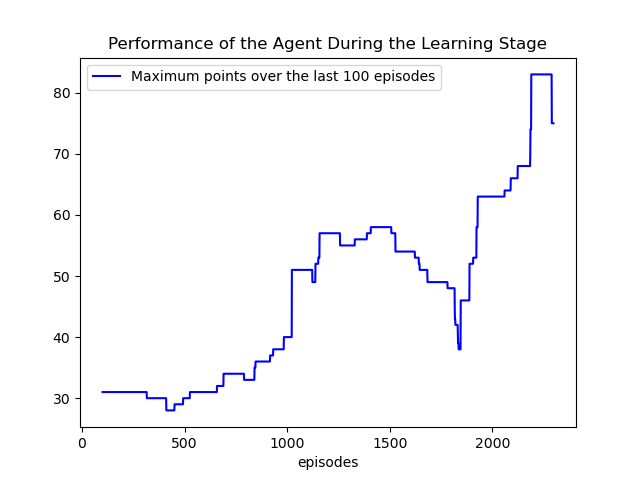 Performance of the Agent During the Learning Stage
Maximum points over the last 100 episodes
80
70
60
50
40
30
0 500 1000 1500 2000
episodes